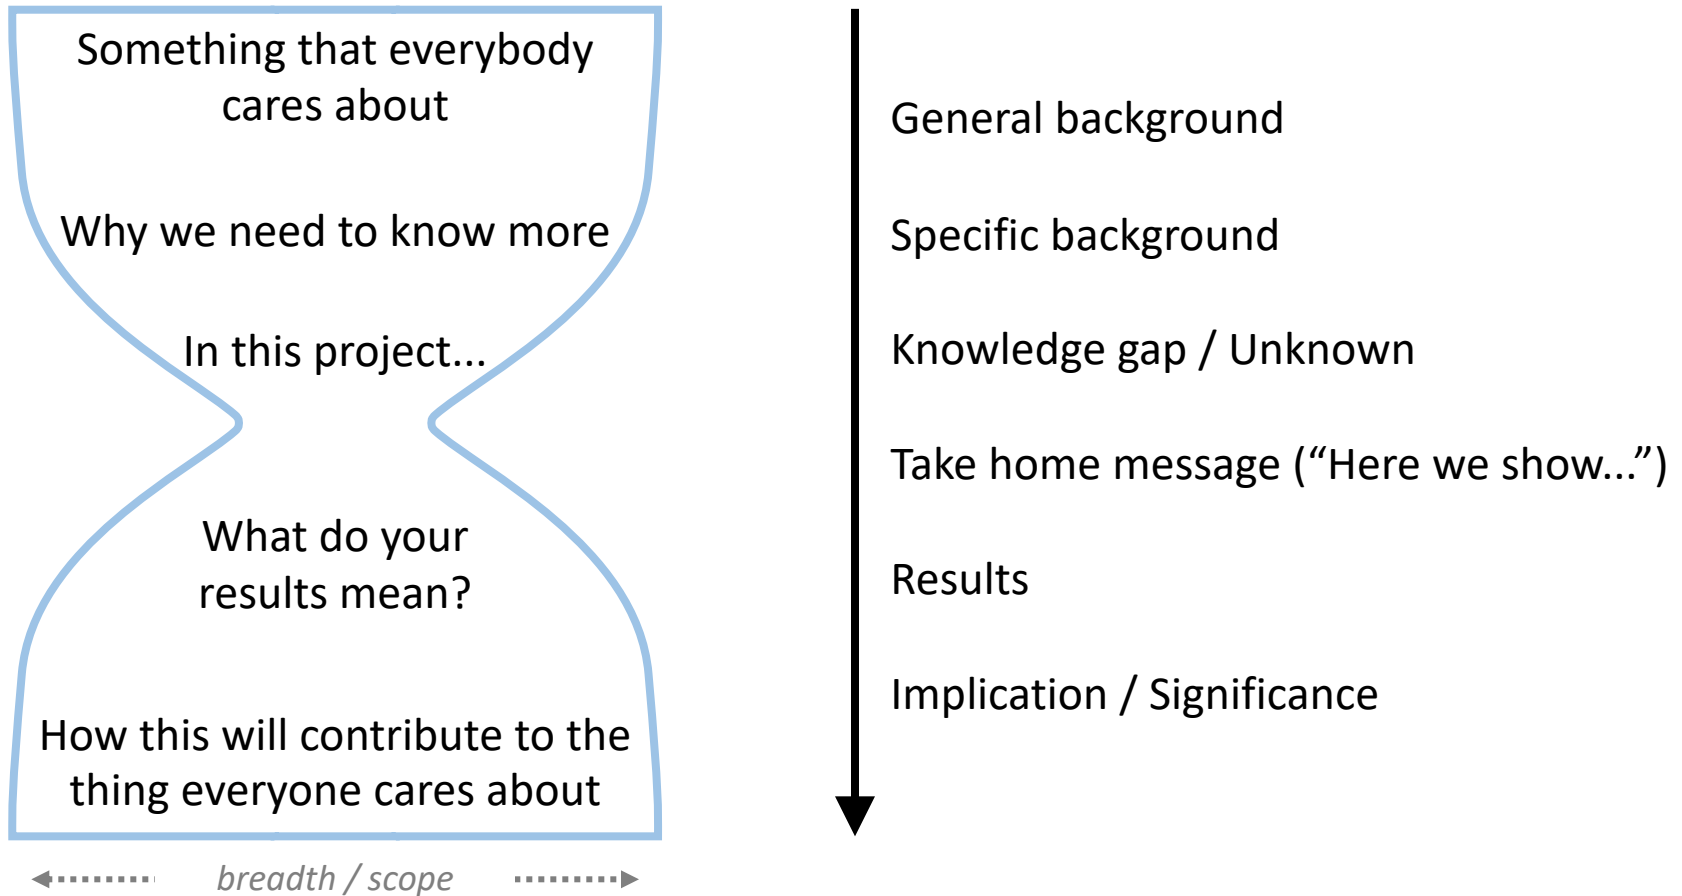 Something that everybody
cares about
Why we need to know more
In this project...
What do your
results mean?
How this will contribute to the
thing everyone cares about
breadth / scope
General background
Specific background
Knowledge gap / Unknown
Take home message (“Here we show...”)
Results
Implication / Significance